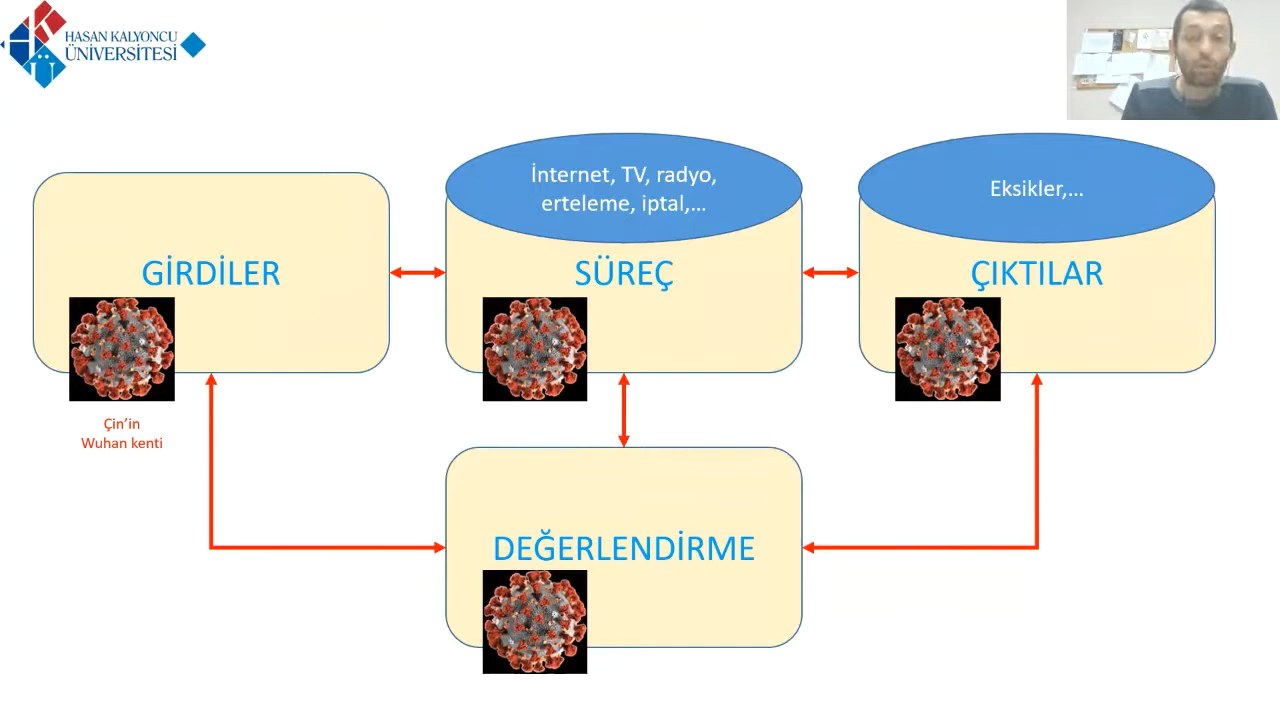 HASAN KALYONCU
ÜNİVERSİTESİ
İnternet, TV, radyo,
erteleme, iptal,...
Eksikler,...
GİRDİLER
SÜREÇ
ÇIKTILAR
Çin’in
Wuhan kenti
DEĞERLENDİRME